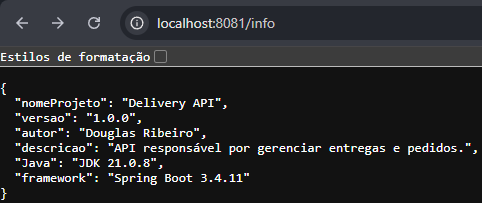 localhost:8081/info
Estilos de formatação
{
"nomeProjeto": "Delivery API",
"versao": "1.0.0",
"autor": "Douglas Ribeiro",
"descricao": "API responsável por gerenciar entregas e pedidos.",
"Java": "JDK 21.0.8",
"framework": "Spring Boot 3.4.11"
}